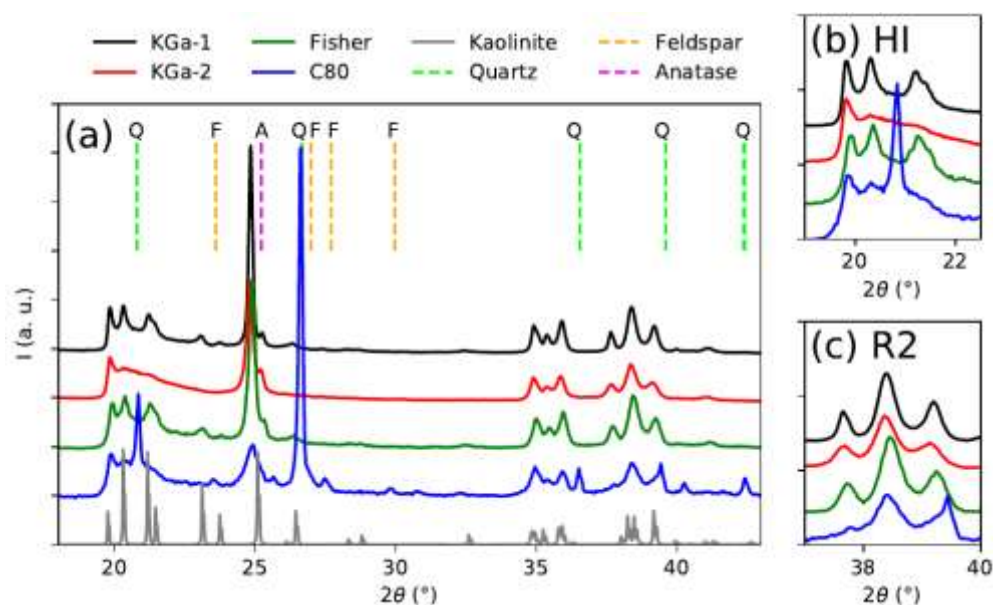 KGa-1 Fisher Kaolinite Feldspar
KGa-2 C80 Quartz Anatase
(a) Q F A Q F F F Q Q Q
I (a. u.)
20 25 30 35 40
2θ (°)
(b) HI
20 22
2θ (°)
(c) R2
38 40
2θ (°)